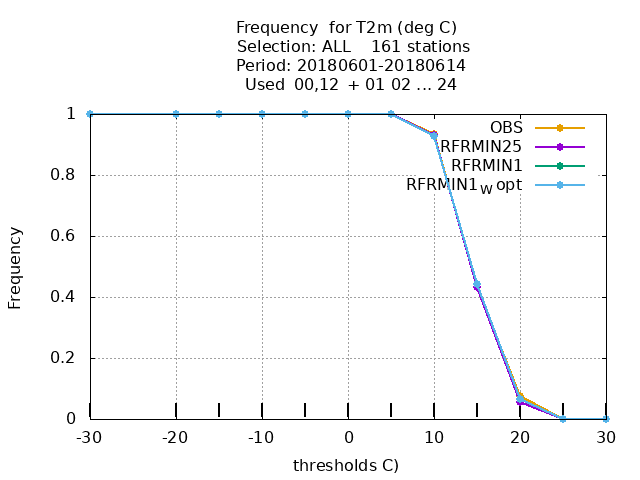 Frequency  for T2m (deg C)
Selection: ALL    161 stations
Period: 20180601-20180614
Used  00,12  + 01 02 ... 24
1
0.8
0.6
0.4
0.2
0
Frequency
OBS
RFRMIN25
RFRMIN1
RFRMIN1W opt
-30 -20 -10 0 10 20 30
thresholds C)